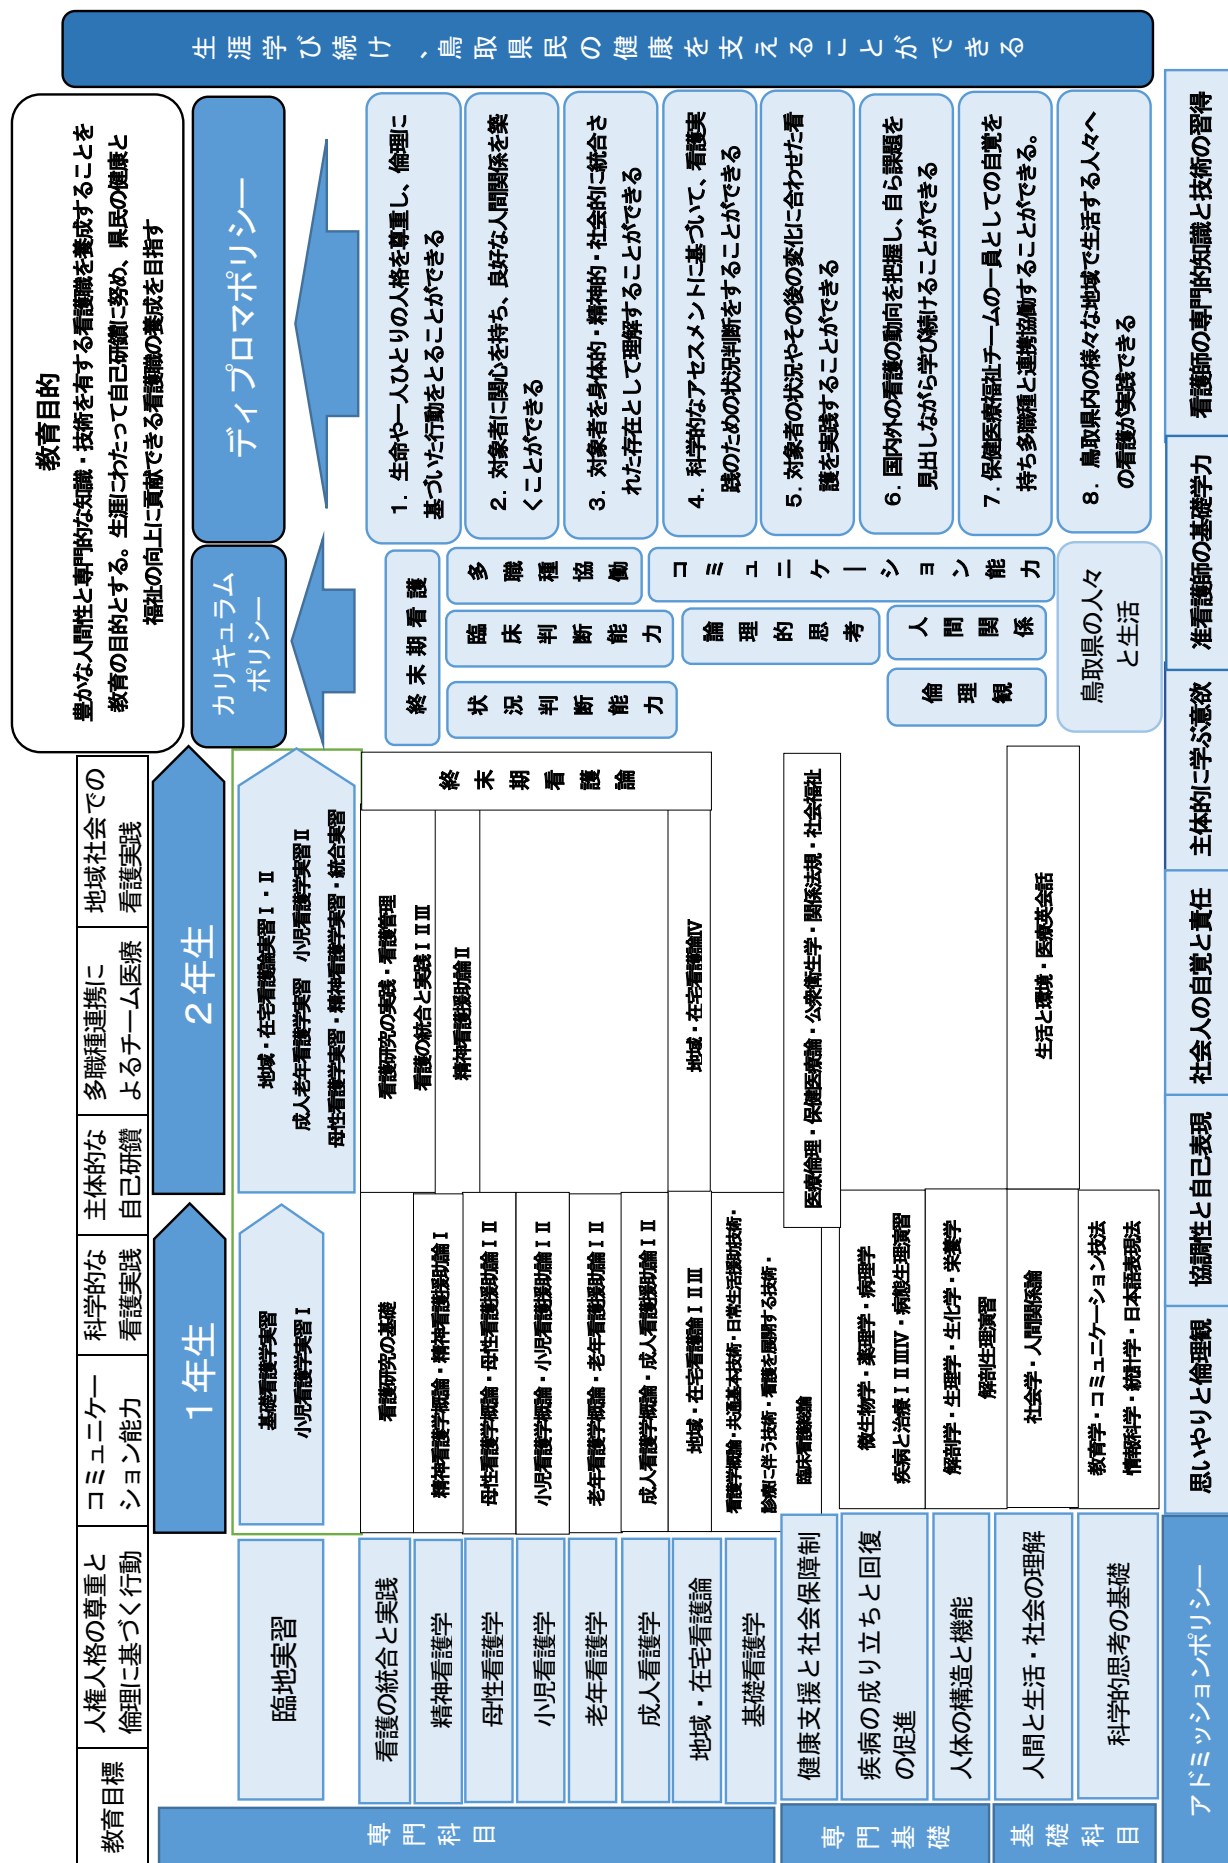 教育目的
豊かな人間性と専門的な知識・技術を有する看護職を養成することを
教育の目的とする。生涯にわたって自己研鑽に努め、県民の健康と
福祉の向上に貢献できる看護職の養成を目指す
教育目標
人権人格の尊重と
倫理に基づく行動
コミュニケー
ション能力
科学的な
看護実践
主体的な
自己研鑽
多職種連携に
よるチーム医療
地域社会での
看護実践
1年生
2年生
カリキュラム
ポリシー
ディプロマポリシー
専門科目
臨地実習
基礎看護学実習
小児看護学実習Ⅰ
地域・在宅看護論実習Ⅰ・Ⅱ
成人老年看護学実習 小児看護学実習Ⅱ
母性看護学実習・精神看護学実習・統合実習
看護の統合と実践
看護研究の基礎
看護研究の実践・看護管理
看護の統合と実践ⅠⅡⅢ
精神看護学
精神看護学概論・精神看護援助論Ⅰ
精神看護援助論Ⅱ
母性看護学
母性看護学概論・母性看護援助論ⅠⅡ
小児看護学
小児看護学概論・小児看護援助論ⅠⅡ
老年看護学
老年看護学概論・老年看護援助論ⅠⅡ
成人看護学
成人看護学概論・成人看護援助論ⅠⅡ
地域・在宅看護論
地域・在宅看護論ⅠⅡⅢ
地域・在宅看護論Ⅳ
終末期看護論
基礎看護学
看護学概論・共通基本技術・日常生活援助技術・
診療に伴う技術・看護を展開する技術・
臨床看護総論
専門基礎
健康支援と社会保障制
医療倫理・保健医療論・公衆衛生学・関係法規・社会福祉
疾病の成り立ちと回復
の促進
微生物学・薬理学・病理学
疾病と治療ⅠⅡⅢⅣ・病態生理演習
人体の構造と機能
解剖学・生理学・生化学・栄養学
解剖生理演習
基礎科目
人間と生活・社会の理解
社会学・人間関係論
生活と環境・医療英会話
科学的思考の基礎
教育学・コミュニケーション技法
情報科学・統計学・日本語表現法
終末期看護
状況判断能力
臨床判断能力
多職種協働
論理的思考
コミュニケーション能力
倫理観
人間関係
鳥取県の人々
と生活
1. 生命や一人ひとりの人格を尊重し、倫理に
基づいた行動をとることができる
2. 対象者に関心を持ち、良好な人間関係を築
くことができる
3. 対象者を身体的・精神的・社会的に統合さ
れた存在として理解することができる
4. 科学的なアセスメントに基づいて、看護実
践のための状況判断をすることができる
5. 対象者の状況やその後の変化に合わせた看
護を実践することができる
6. 国内外の看護の動向を把握し、自ら課題を
見出しながら学び続けることができる
7. 保健医療福祉チームの一員としての自覚を
持ち多職種と連携協働することができる。
8. 鳥取県内の様々な地域で生活する人々へ
の看護が実践できる
生涯学び続け、鳥取県民の健康を支えることができる
アドミッションポリシー
思いやりと倫理観
協調性と自己表現
社会人の自覚と責任
主体的に学ぶ意欲
准看護師の基礎学力
看護師の専門的知識と技術の習得